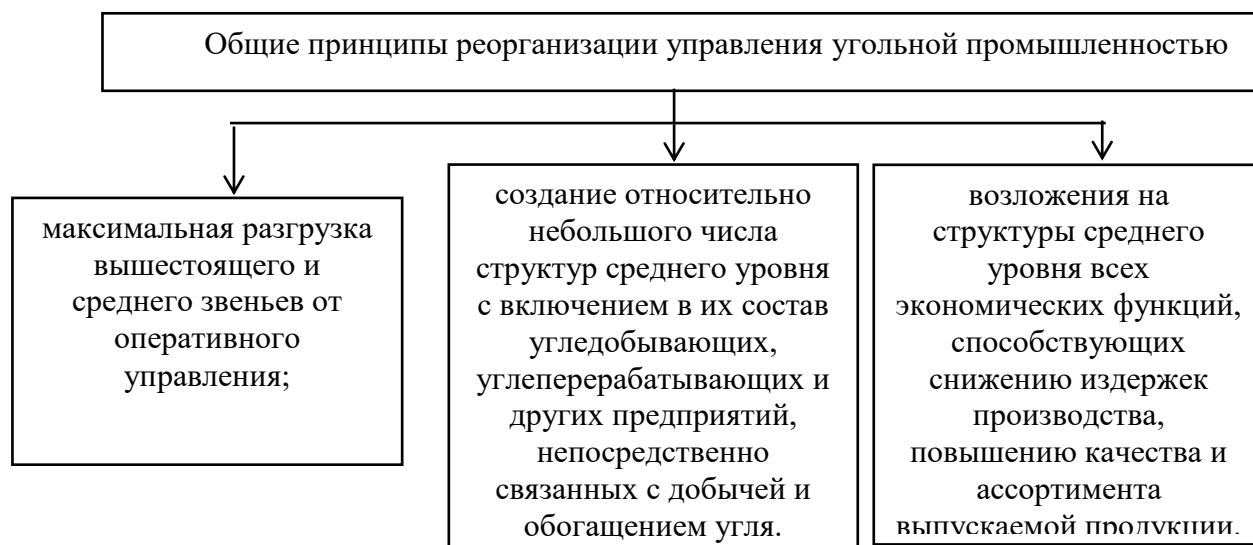 Общие принципы реорганизации управления угольной промышленностью
максимальная разгрузка
вышестоящего и
среднего звеньев от
оперативного
управления;
создание относительно
небольшого числа
структур среднего уровня
с включением в их состав
угледобывающих,
углеперерабатывающих и
других предприятий,
непосредственно
связанных с добычей и
обогащением угля.
возложения на
структуры среднего
уровня всех
экономических функций,
способствующих
снижению издержек
производства,
повышению качества и
ассортимента
выпускаемой продукции.